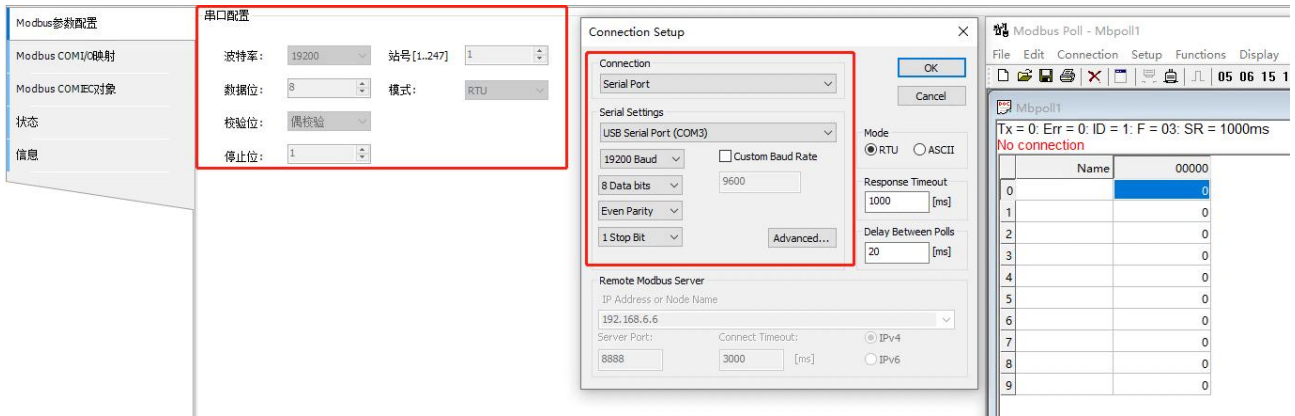 Modbus参数配置
Modbus COMI/O映射
Modbus COMIEC对象
状态
信息
串口配置
波特率: 19200 站号[1..247] 1
数据位: 8 模式: RTU
校验位: 偶校验
停止位: 1
Connection Setup
Connection
Serial Port
OK
Cancel
Serial Settings
USB Serial Port (COM3)
19200 Baud Custom Baud Rate
8 Data bits 9600
Even Parity
1 Stop Bit Advanced...
Mode
RTU ASCII
Response Timeout
1000 [ms]
Delay Between Polls
20 [ms]
Remote Modbus Server
IP Address or Node Name
192.168.6.6
Server Port: Connect Timeout: IPv4
8888 3000 [ms] IPv6
Modbus Poll - Mbpoll1
File Edit Connection Setup Functions Display
05 06 15 1
Mbpoll1
Tx = 0: Err = 0: ID = 1: F = 03: SR = 1000ms
No connection
Name 00000
0 0
1 0
2 0
3 0
4 0
5 0
6 0
7 0
8 0
9 0